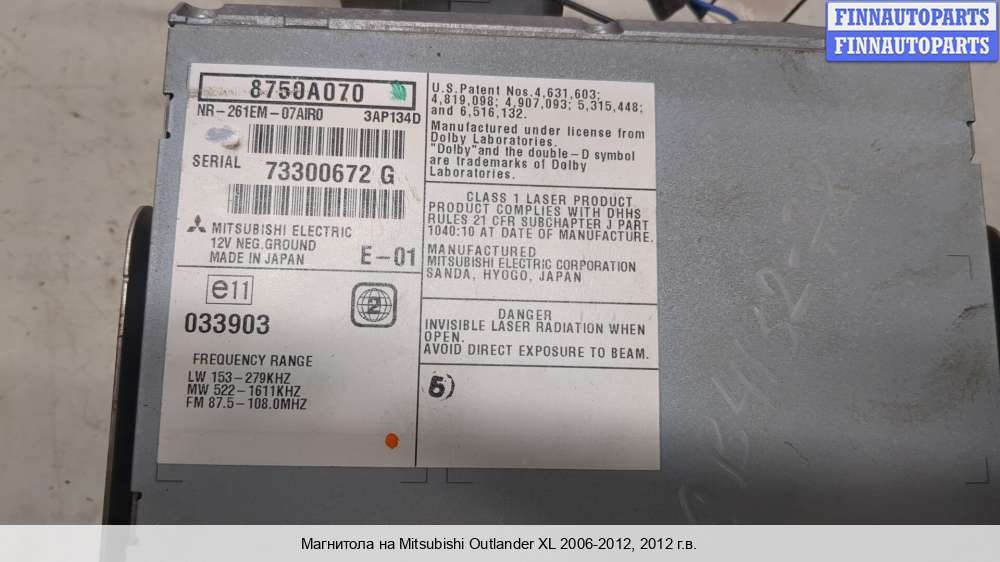 FINNAUTOPARTS
FINNAUTOPARTS
8750A070
NR-261EM-07AIR0 3AP134D
SERIAL 73300672 G
MITSUBISHI ELECTRIC
12V NEG.GROUND
MADE IN JAPAN E-01
e11
2
033903
FREQUENCY RANGE
LW 153-279KHZ
MW 522-1611KHZ
FM 87.5-108.0MHZ
U.S.Patent Nos.4,631,603;
4,819,098; 4,907,093; 5,315,448;
and 6,516,132.
Manufactured under license from
Dolby Laboratories.
"Dolby"and the double-D symbol
are trademarks of Dolby
Laboratories.
CLASS 1 LASER PRODUCT
PRODUCT COMPLIES WITH DHHS
RULES 21 CFR SUBCHAPTER J PART
1040:10 AT DATE OF MANUFACTURE.
MANUFACTURED
MITSUBISHI ELECTRIC CORPORATION
SANDA, HYOGO, JAPAN
DANGER
INVISIBLE LASER RADIATION WHEN
OPEN.
AVOID DIRECT EXPOSURE TO BEAM.
5)
Магнитола на Mitsubishi Outlander XL 2006-2012, 2012 г.в.